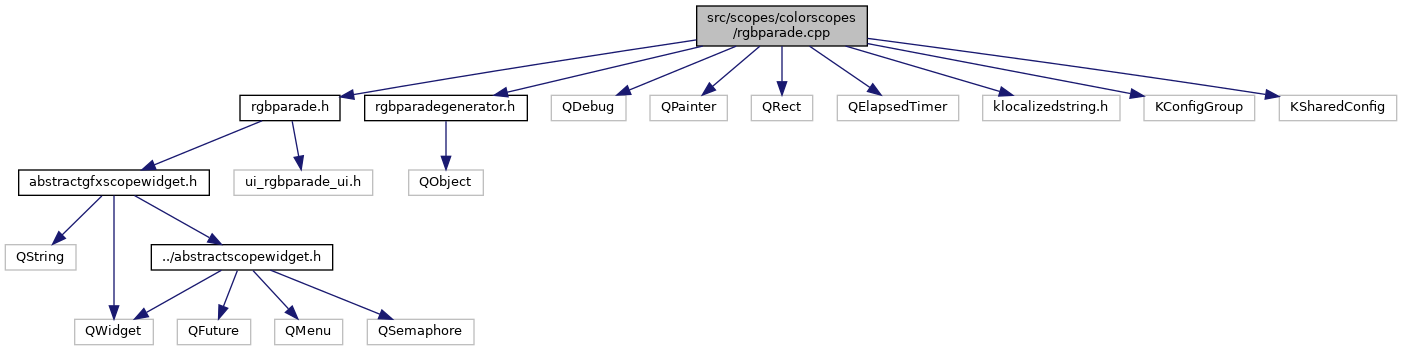 src/scopes/colorscopes
/rgbparade.cpp
rgbparade.h
rgbparadegenerator.h
QDebug
QPainter
QRect
QElapsedTimer
klocalizedstring.h
KConfigGroup
KSharedConfig
abstractgfxscopewidget.h
ui_rgbparade_ui.h
QObject
QString
../abstractscopewidget.h
QWidget
QFuture
QMenu
QSemaphore